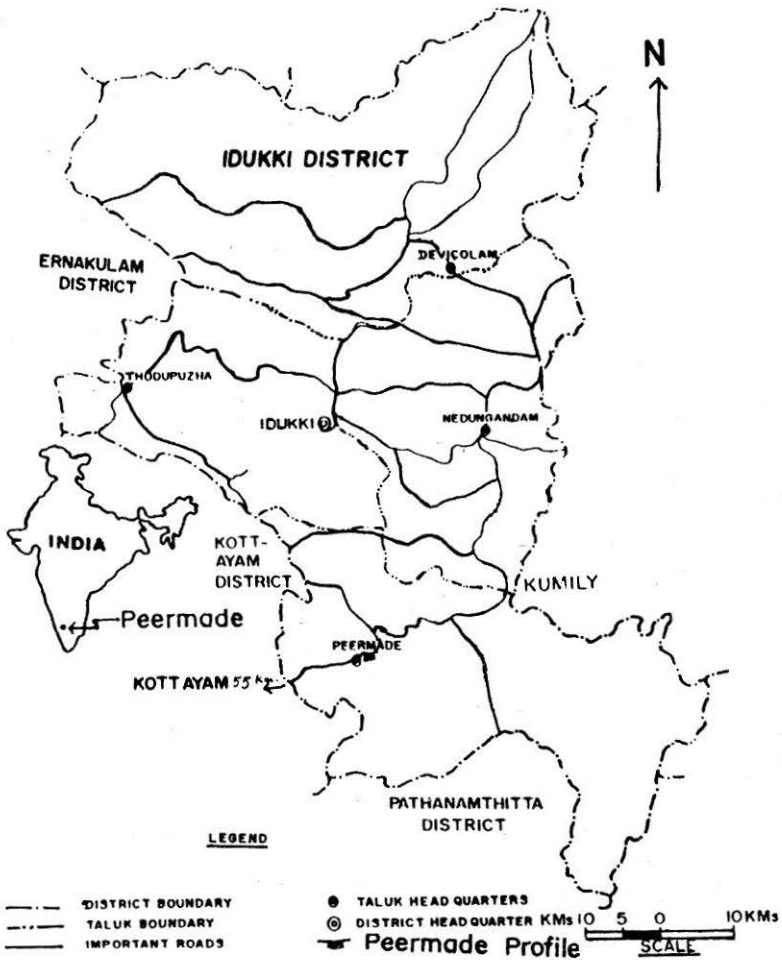 N
IDUKKI DISTRICT
DEVICOLAM
ERNAKULAM
DISTRICT
THODUPUZHA
IDUKKI
NEDUNGANDAM
INDIA
KOTT-
AYAM
DISTRICT
KUMILY
Peermade
PEERMADE
KOTTAYAM 55 K
PATHANAMTHITTA
DISTRICT
LEGEND
DISTRICT BOUNDARY
TALUK BOUNDARY
IMPORTANT ROADS
TALUK HEAD QUARTERS
DISTRICT HEAD QUARTER
Peermade Profile
KMs 10 5 0 10 KMs
SCALE